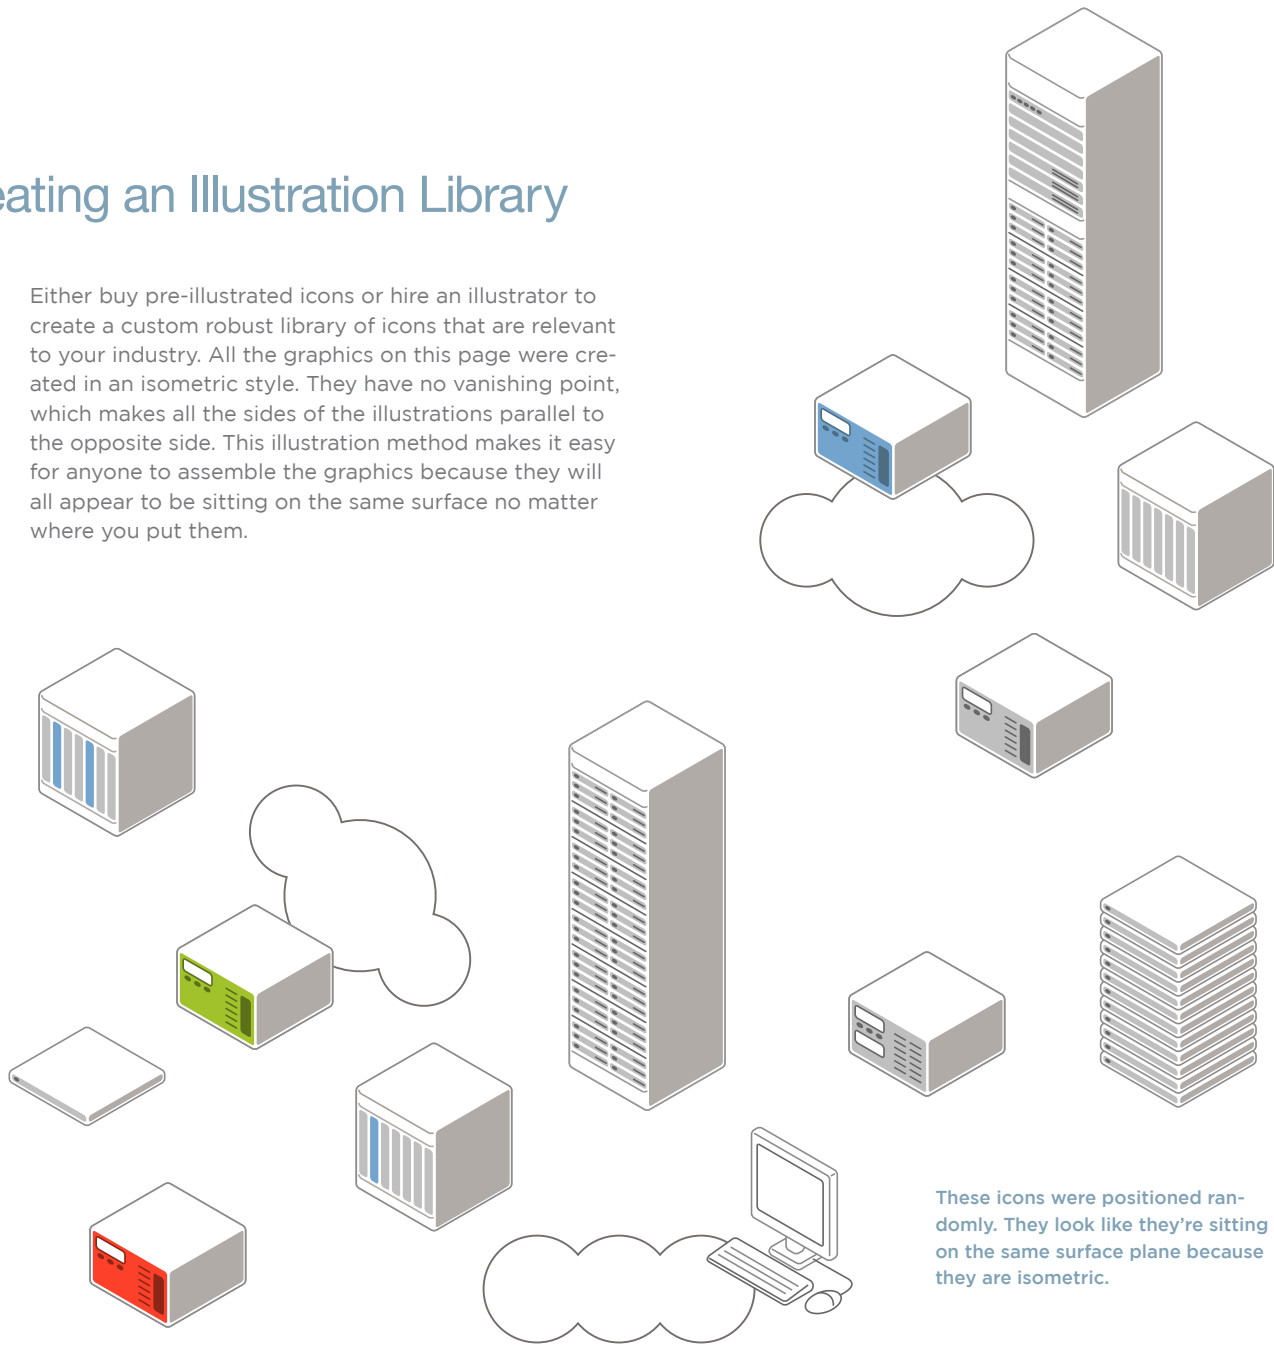 eating an Illustration Library
Either buy pre-illustrated icons or hire an illustrator to
create a custom robust library of icons that are relevant
to your industry. All the graphics on this page were cre-
ated in an isometric style. They have no vanishing point,
which makes all the sides of the illustrations parallel to
the opposite side. This illustration method makes it easy
for anyone to assemble the graphics because they will
all appear to be sitting on the same surface no matter
where you put them.
These icons were positioned ran-
domly. They look like they’re sitting
on the same surface plane because
they are isometric.